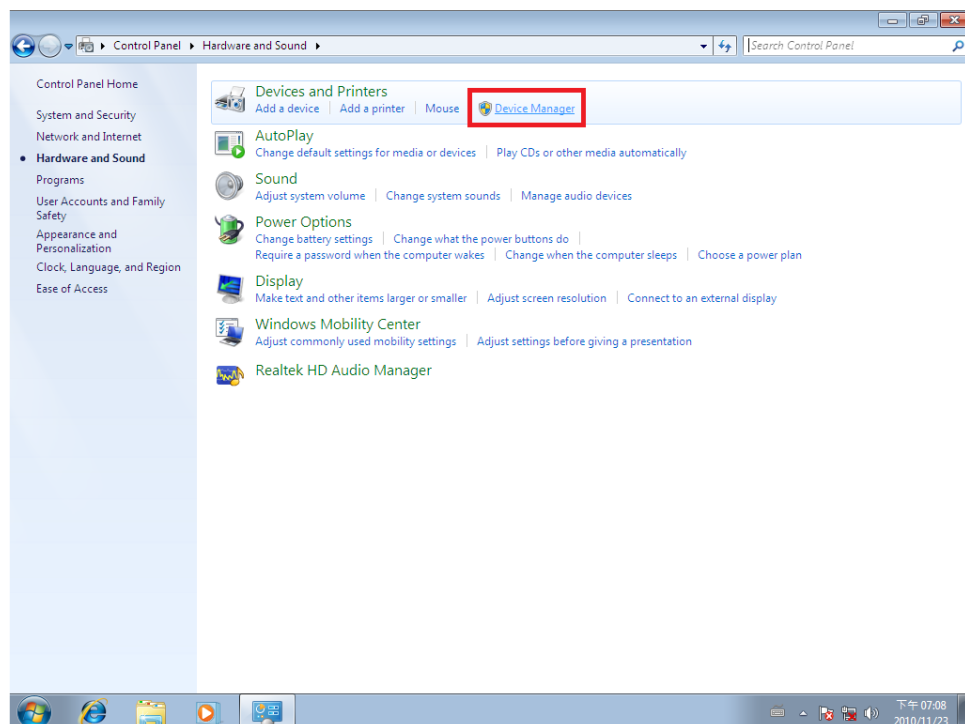 Control Panel
Hardware and Sound
Search Control Panel
Control Panel Home
System and Security
Network and Internet
Hardware and Sound
Programs
User Accounts and Family
Safety
Appearance and
Personalization
Clock, Language, and Region
Ease of Access
Devices and Printers
Add a device Add a printer Mouse Device Manager
AutoPlay
Change default settings for media or devices Play CDs or other media automatically
Sound
Adjust system volume Change system sounds Manage audio devices
Power Options
Change battery settings Change what the power buttons do
Require a password when the computer wakes Change when the computer sleeps Choose a power plan
Display
Make text and other items larger or smaller Adjust screen resolution Connect to an external display
Windows Mobility Center
Adjust commonly used mobility settings Adjust settings before giving a presentation
Realtek HD Audio Manager
下午 07:08
2010/11/23